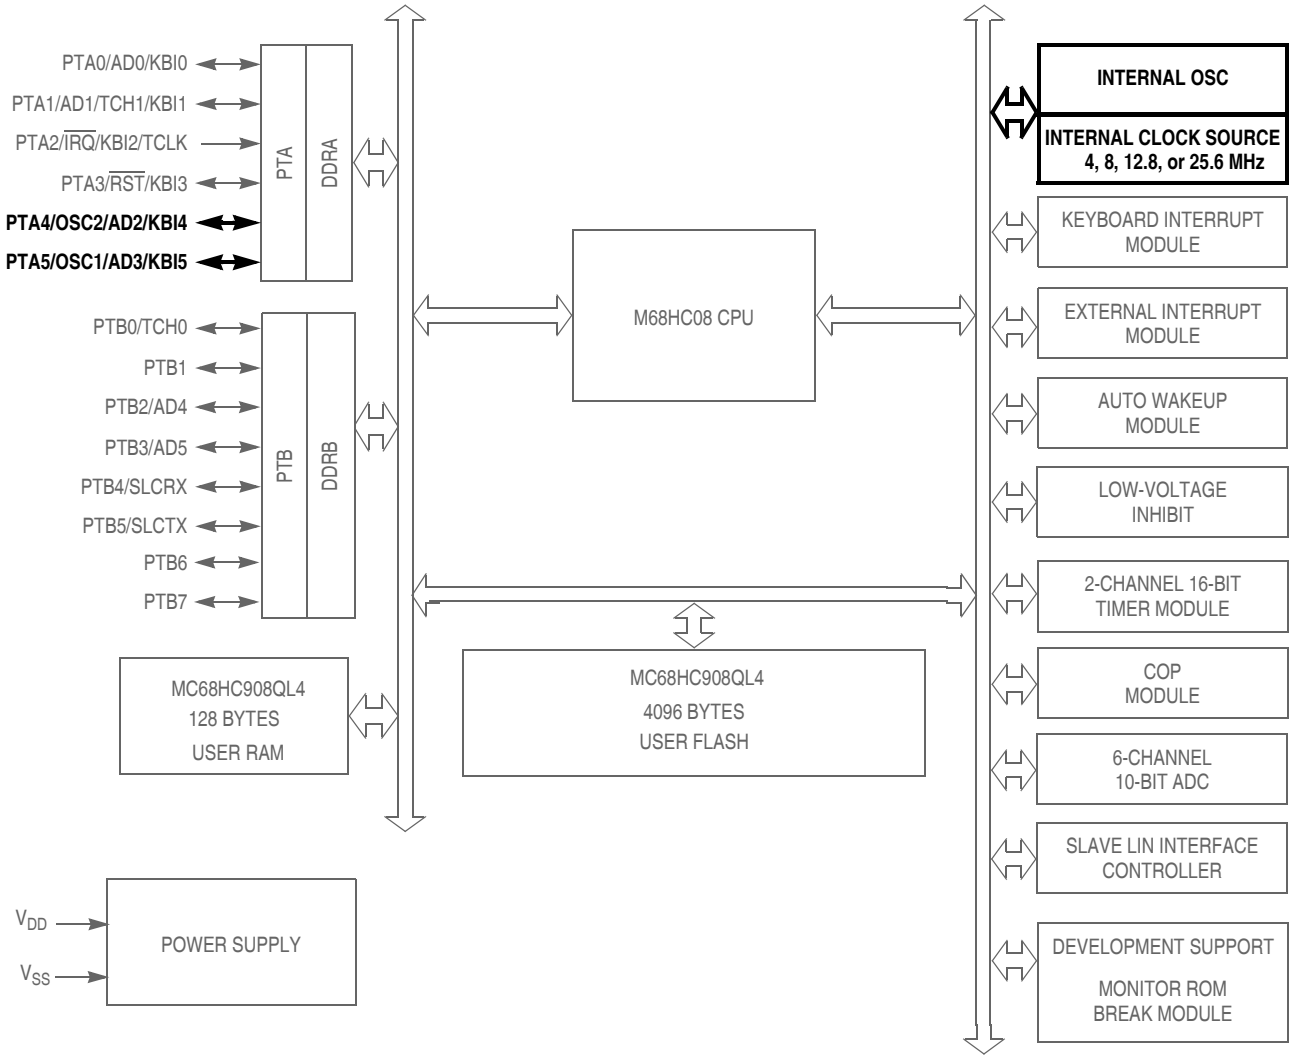 PTA0/AD0/KBI0
PTA1/AD1/TCH1/KBI1
PTA2/IRQ/KBI2/TCLK
PTA3/RST/KBI3
PTA4/OSC2/AD2/KBI4
PTA5/OSC1/AD3/KBI5
PTA
DDRA
PTB0/TCH0
PTB1
PTB2/AD4
PTB3/AD5
PTB4/SLCRX
PTB5/SLCTX
PTB6
PTB7
PTB
DDRB
M68HC08 CPU
MC68HC908QL4
128 BYTES
USER RAM
MC68HC908QL4
4096 BYTES
USER FLASH
VDD
VSS
POWER SUPPLY
INTERNAL OSC
INTERNAL CLOCK SOURCE
4, 8, 12.8, or 25.6 MHz
KEYBOARD INTERRUPT
MODULE
EXTERNAL INTERRUPT
MODULE
AUTO WAKEUP
MODULE
LOW-VOLTAGE
INHIBIT
2-CHANNEL 16-BIT
TIMER MODULE
COP
MODULE
6-CHANNEL
10-BIT ADC
SLAVE LIN INTERFACE
CONTROLLER
DEVELOPMENT SUPPORT
MONITOR ROM
BREAK MODULE